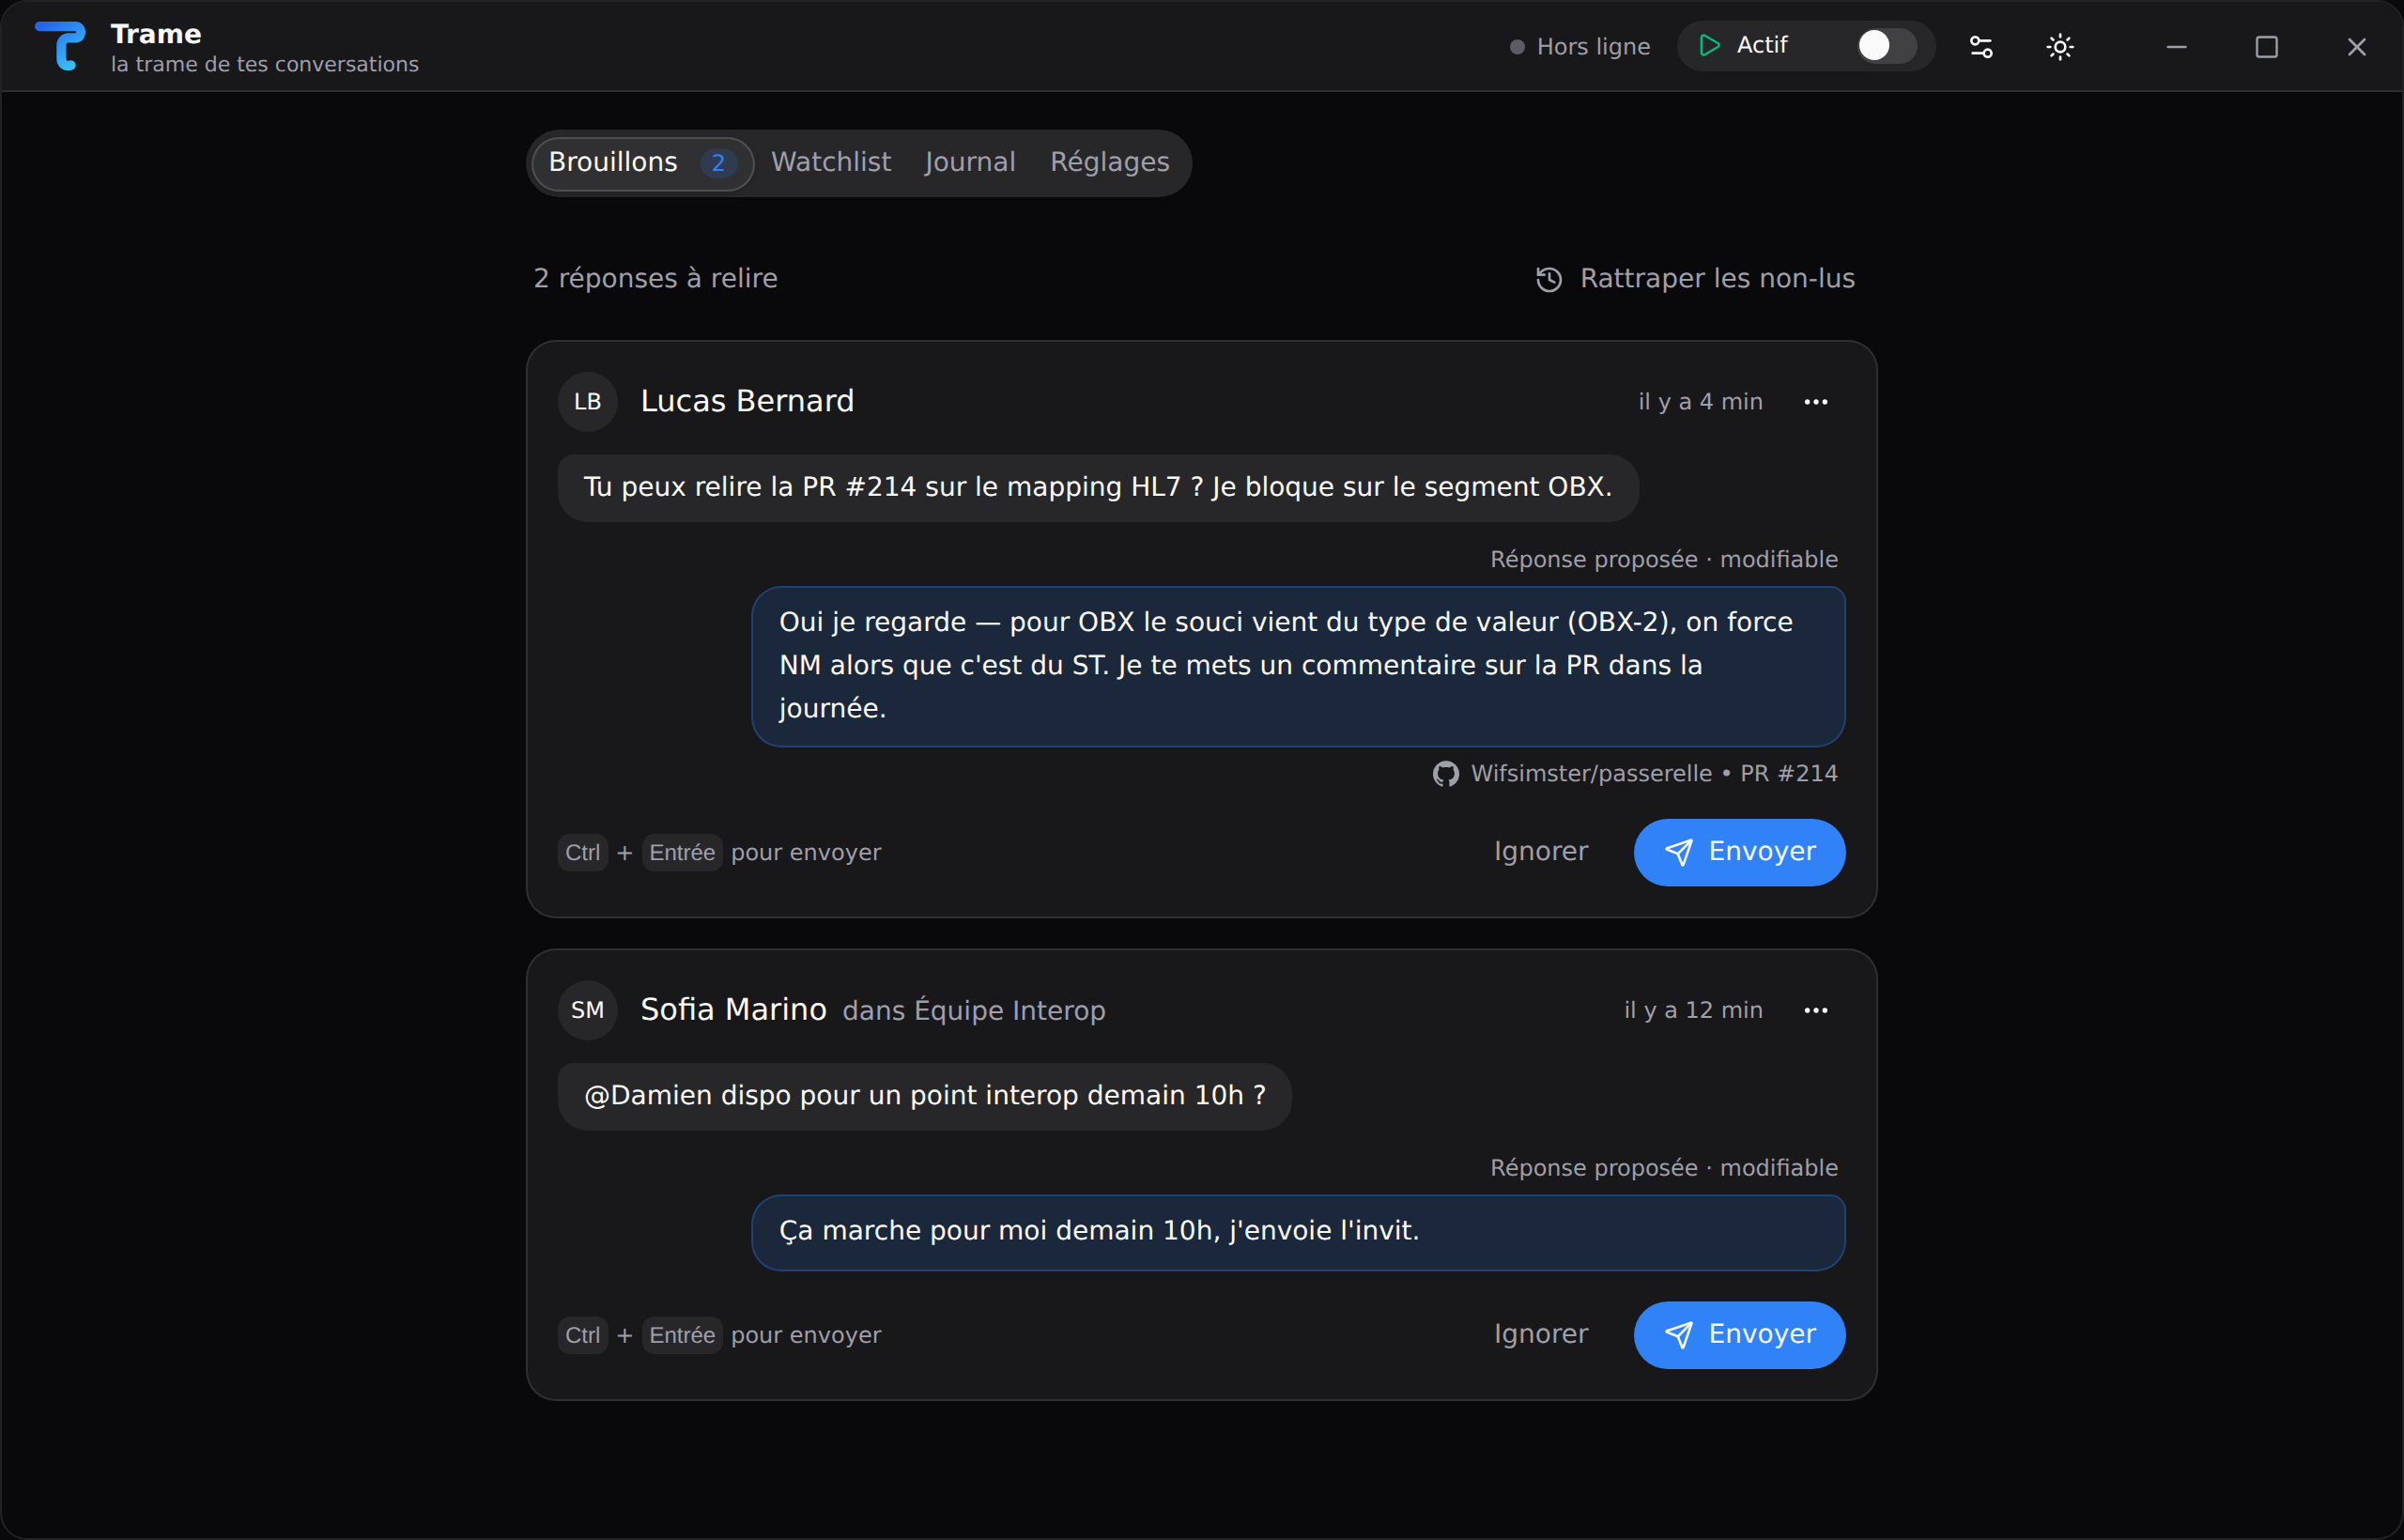 Trame
la trame de tes conversations
Hors ligne
Actif
Brouillons 2
Watchlist
Journal
Réglages
2 réponses à relire
Rattraper les non-lus
LB
Lucas Bernard
il y a 4 min
Tu peux relire la PR #214 sur le mapping HL7 ? Je bloque sur le segment OBX.
Réponse proposée · modifiable
Oui je regarde — pour OBX le souci vient du type de valeur (OBX-2), on force
NM alors que c'est du ST. Je te mets un commentaire sur la PR dans la
journée.
Wifsimster/passerelle • PR #214
Ctrl + Entrée pour envoyer
Ignorer
Envoyer
SM
Sofia Marino dans Équipe Interop
il y a 12 min
@Damien dispo pour un point interop demain 10h ?
Réponse proposée · modifiable
Ça marche pour moi demain 10h, j'envoie l'invit.
Ctrl + Entrée pour envoyer
Ignorer
Envoyer